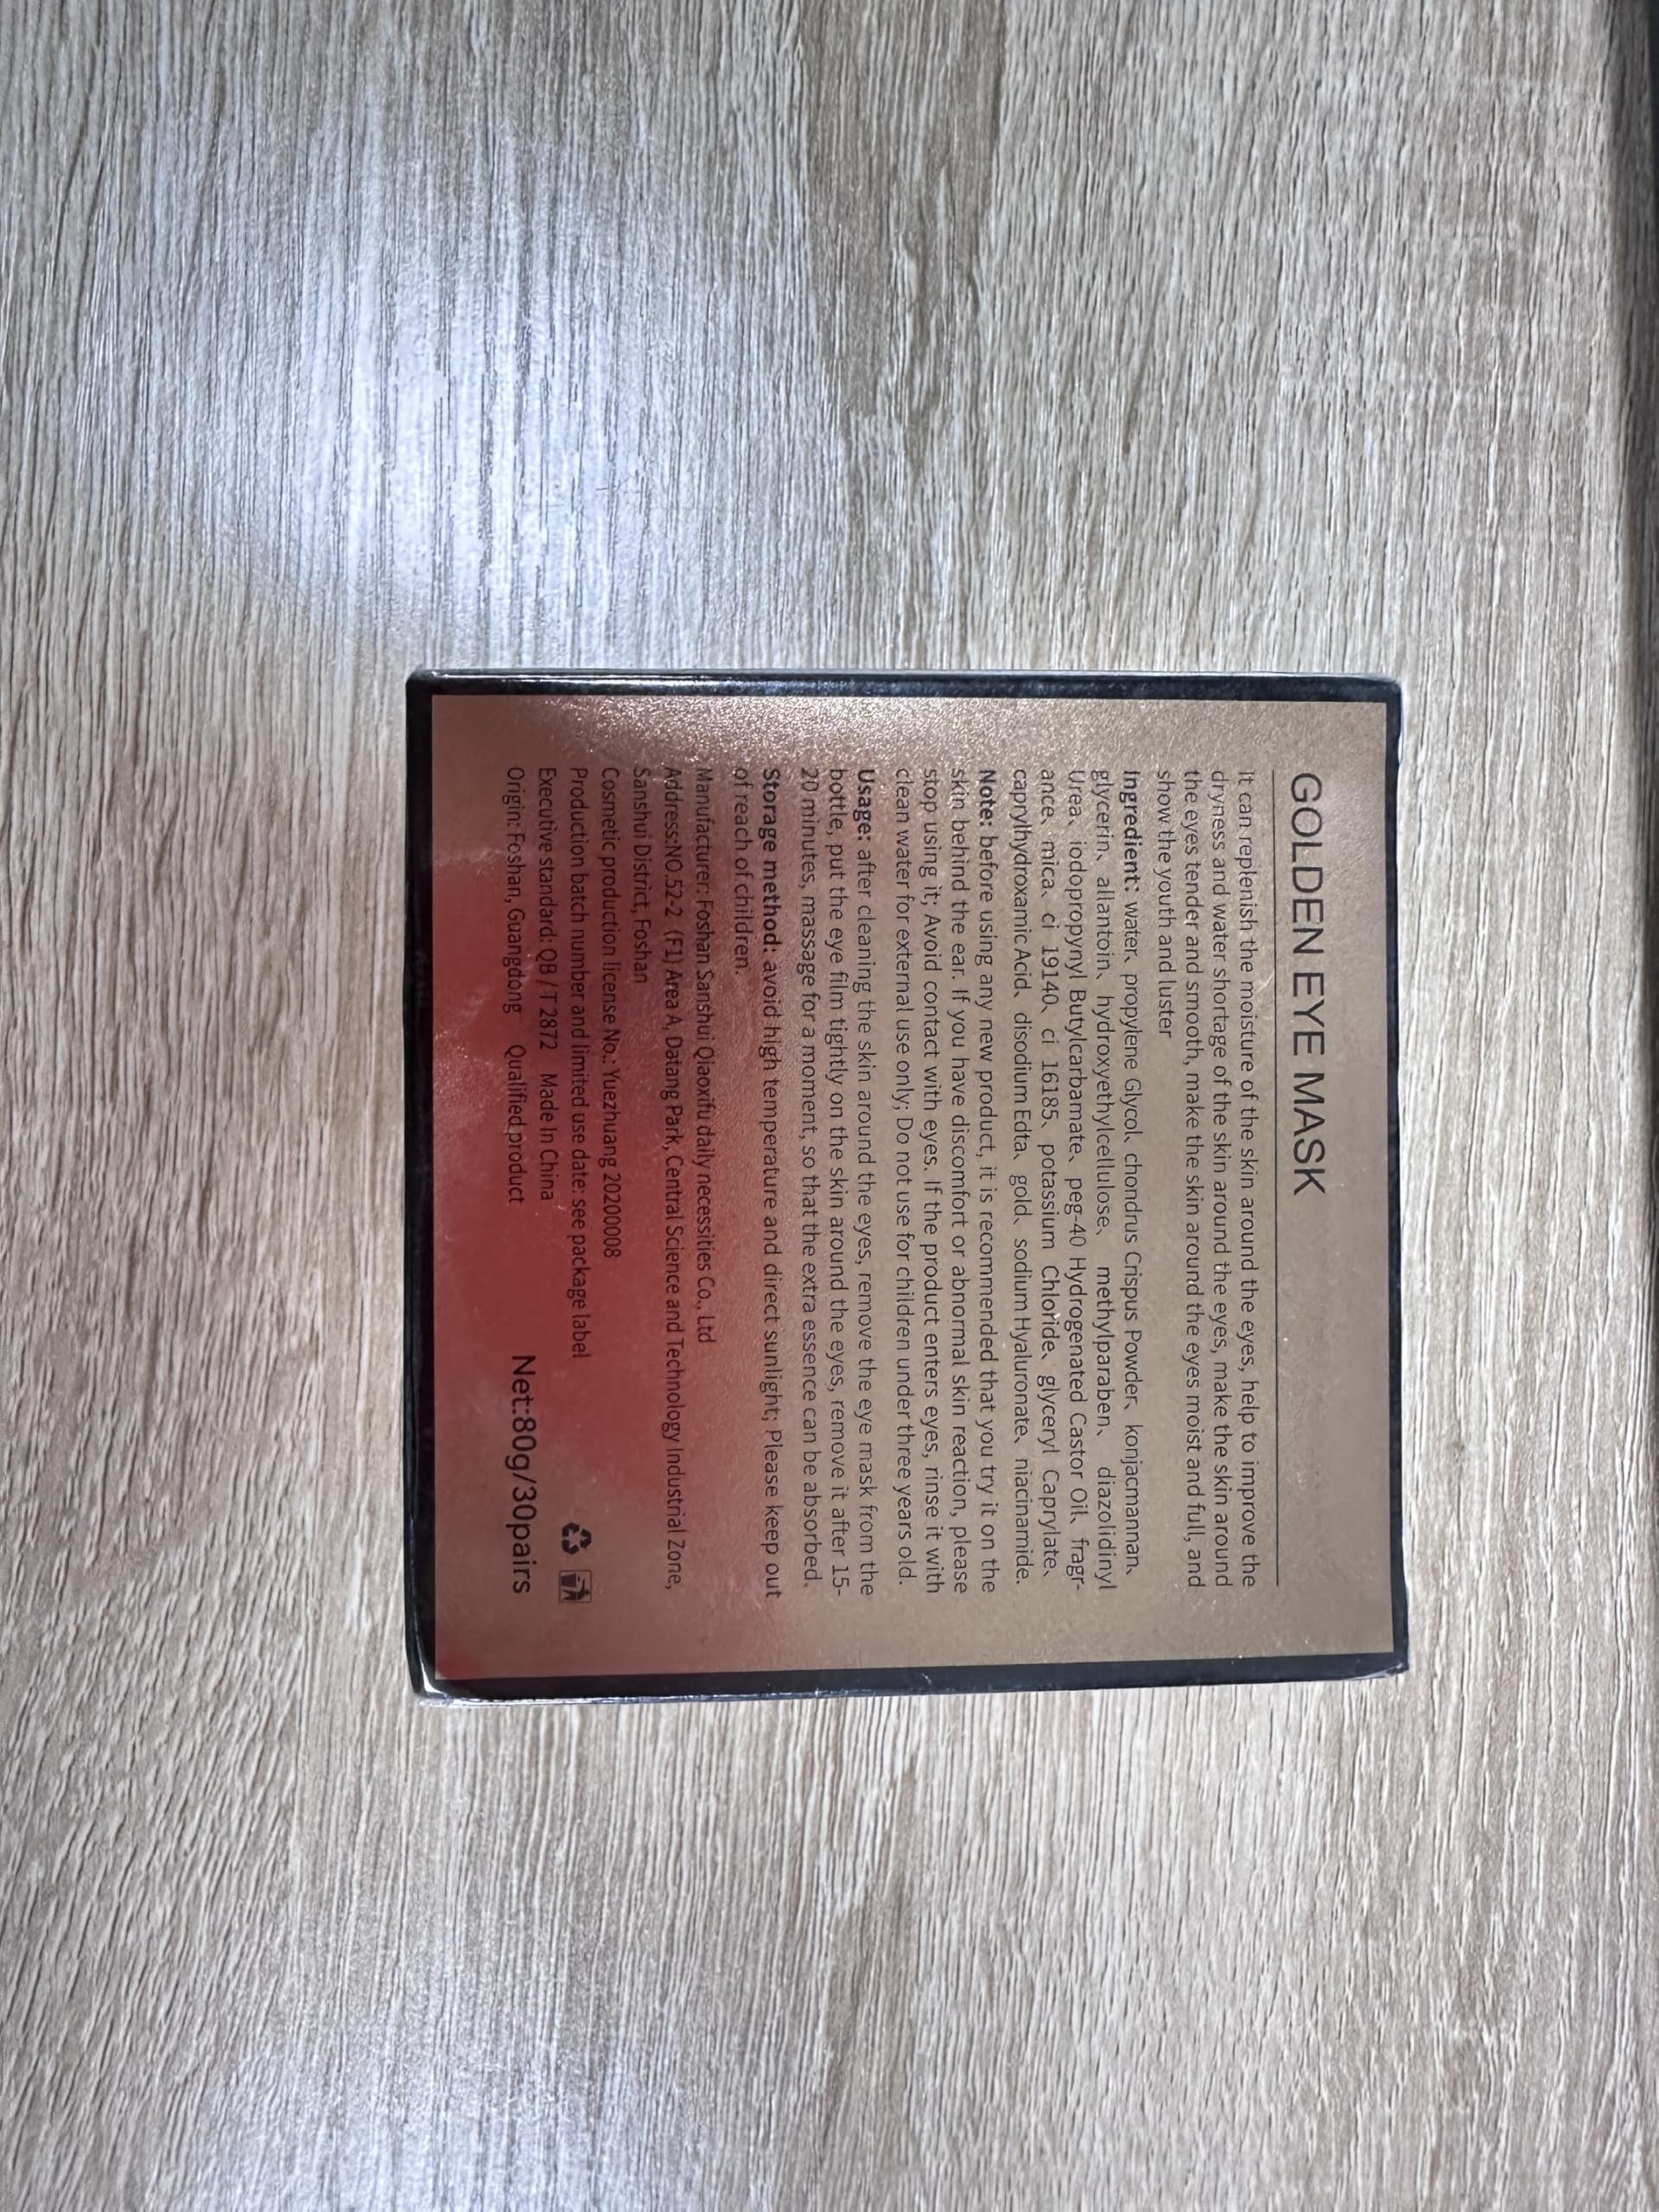 GOLDEN EYE MASK
it can replenish the moisture of the skin around the eyes, help to improve the
dryness and water shortage of the skin around the eyes, make the skin around
the eyes tender and smooth, make the skin around the eyes moist and full, and
show the youth and luster
Ingredient: water、propylene Glycol、chondrus Crispus Powder、konjacmannan、
glycerin、allantoin、hydroxyethylcellulose、 methylparaben、 diazolidinyl
Urea、iodopropynyl Butylcarbamate、peg-40 Hydrogenated Castor Oil、fragr-
ance、mica、ci 19140、ci 16185、potassium Chloride、glyceryl Caprylate、
caprylhydroxamic Acid、disodium Edta、gold、sodium Hyaluronate、niacinamide.
Note: before using any new product, it is recommended that you try it on the
skin behind the ear. If you have discomfort or abnormal skin reaction, please
stop using it; Avoid contact with eyes. If the product enters eyes, rinse it with
clean water for external use only; Do not use for children under three years old.
Usage: after cleaning the skin around the eyes, remove the eye mask from the
bottle, put the eye film tightly on the skin around the eyes, remove it after 15-
20 minutes, massage for a moment, so that the extra essence can be absorbed.
Storage method: avoid high temperature and direct sunlight; Please keep out
of reach of children.
Manufacturer: Foshan Sanshui Qiaoxifu daily necessities Co., Ltd
Address:NO.52-2 (F1) Area A, Datang Park, Central Science and Technology Industrial Zone,
Sanshui District, Foshan
Cosmetic production license No.: Yuezhuang 20200008
Production batch number and limited use date: see package label
Executive standard: QB / T 2872 Made In China
Origin: Foshan, Guangdong Qualified product
Net:80g/30pairs